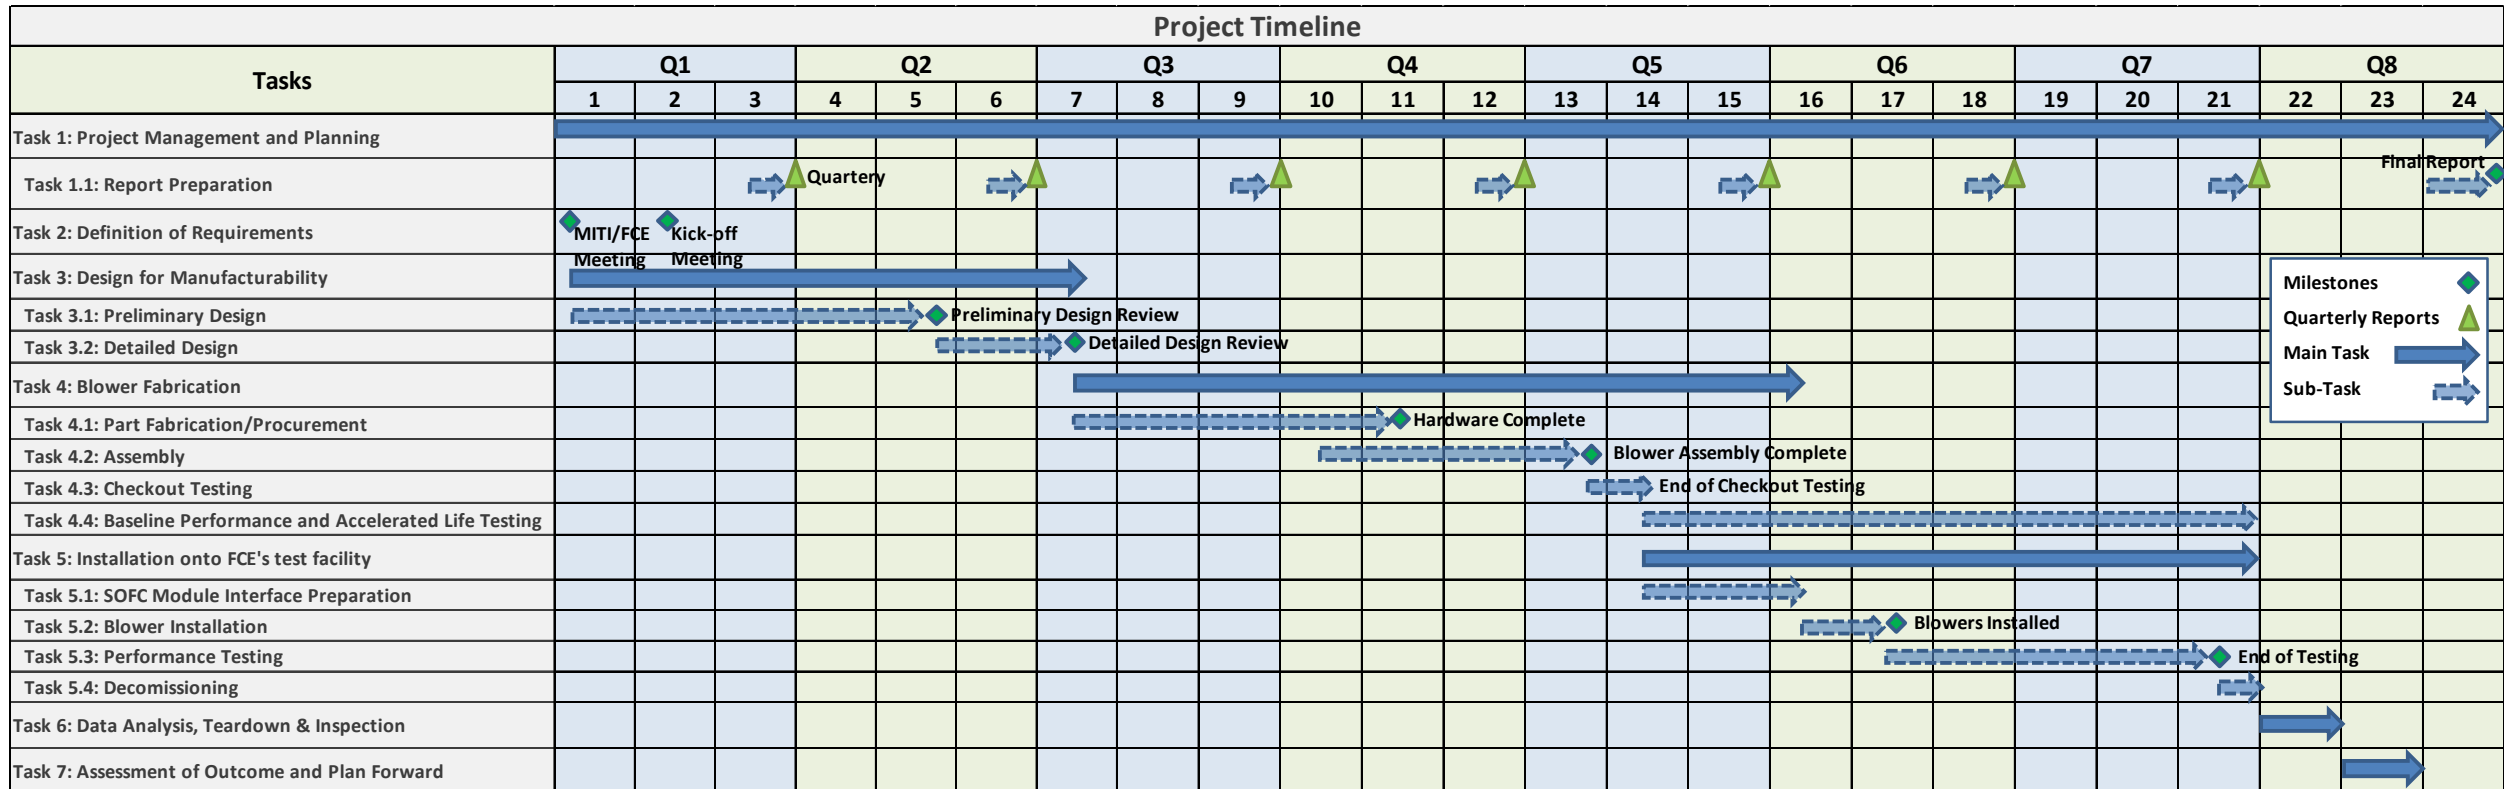 Project Timeline
Tasks
Q1 Q2 Q3 Q4 Q5 Q6 Q7 Q8
1 2 3 4 5 6 7 8 9 10 11 12 13 14 15 16 17 18 19 20 21 22 23 24
Task 1: Project Management and Planning
Task 1.1: Report Preparation
Quartery
Final Report
Task 2: Definition of Requirements
MITI/FCE
Meeting
Kick-off
Meeting
Task 3: Design for Manufacturability
Task 3.1: Preliminary Design
Preliminary Design Review
Task 3.2: Detailed Design
Detailed Design Review
Task 4: Blower Fabrication
Task 4.1: Part Fabrication/Procurement
Hardware Complete
Task 4.2: Assembly
Blower Assembly Complete
Task 4.3: Checkout Testing
End of Checkout Testing
Task 4.4: Baseline Performance and Accelerated Life Testing
Task 5: Installation onto FCE's test facility
Task 5.1: SOFC Module Interface Preparation
Task 5.2: Blower Installation
Blowers Installed
Task 5.3: Performance Testing
End of Testing
Task 5.4: Decomissioning
Task 6: Data Analysis, Teardown & Inspection
Task 7: Assessment of Outcome and Plan Forward
Milestones
Quarterly Reports
Main Task
Sub-Task